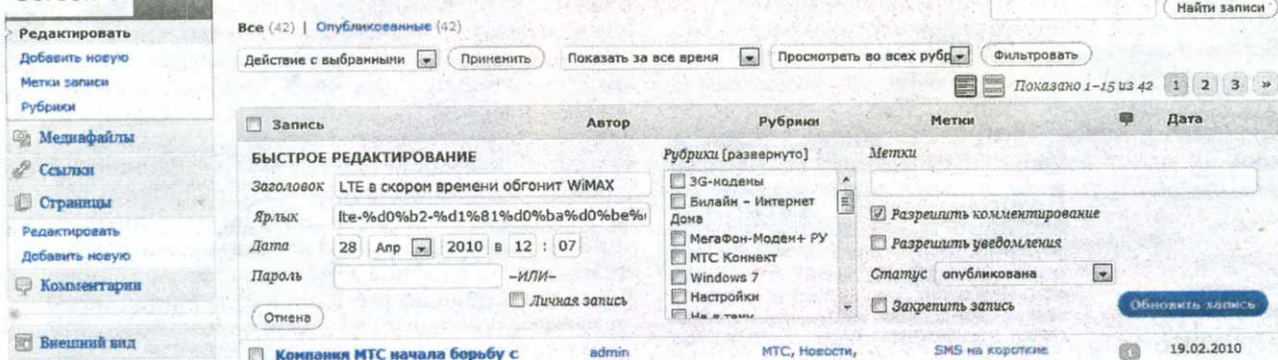 Найти записи
Редактировать
Добавить новую
Метки записи
Рубрики
Медиафайлы
Ссылки
Страницы
Редактировать
Добавить новую
Комментарии
Внешний вид
Все (42) | Опубликованные (42)
Действие с выбранными Применить Показать за все время Просмотреть во всех рубр Фильтровать
Показано 1–15 из 42 1 2 3 »
Запись Автор Рубрики Метки Дата
БЫСТРОЕ РЕДАКТИРОВАНИЕ
Заголовок LTE в скором времени обгонит WiMAX
Ярлык lte-%d0%b2-%d1%81%d0%ba%d0%be%
Дата 28 Апр 2010 в 12 : 07
Пароль –ИЛИ–
Личная запись
Отмена
Рубрики [развернуто]
3G-модемы
Билайн – Интернет
Дома
МегаФон-Модем+ РУ
МТС Коннект
Windows 7
Настройки
Не в тему
Метки
Разрешить комментирование
Разрешить уведомления
Статус опубликована
Закрепить запись
Обновить запись
Компания МТС начала борьбу с admin МТС, Новости, SMS на короткие 19.02.2010